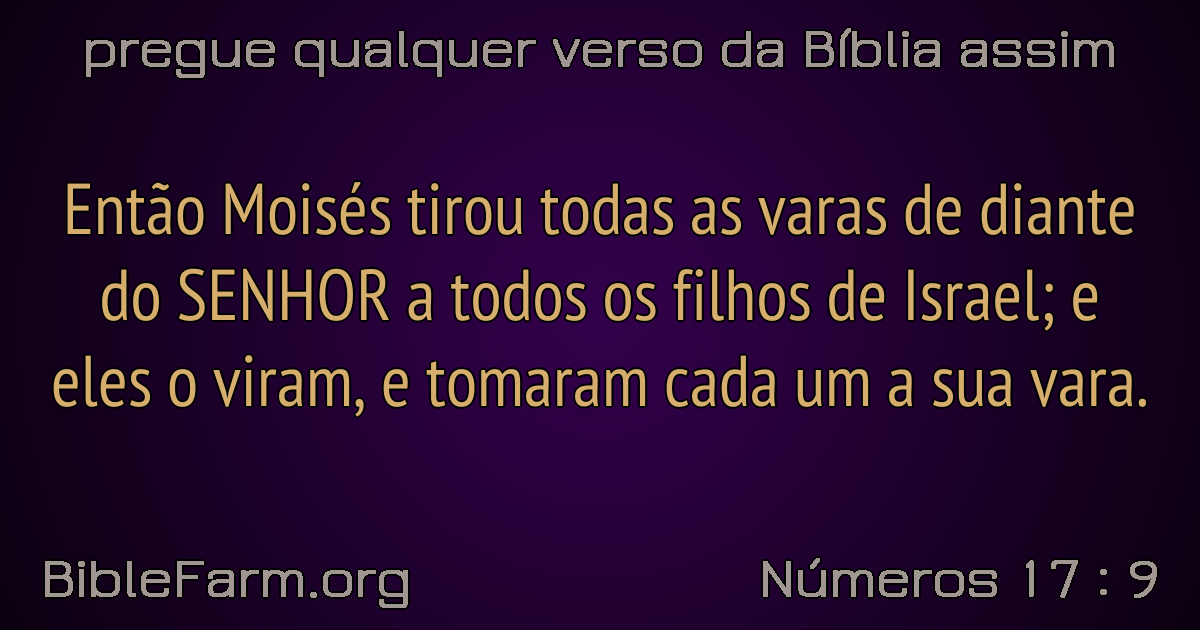 pregue qualquer verso da Bíblia assim
Então Moisés tirou todas as varas de diante
do SENHOR a todos os filhos de Israel; e
eles o viram, e tomaram cada um a sua vara.
BibleFarm.org
Números 17 : 9